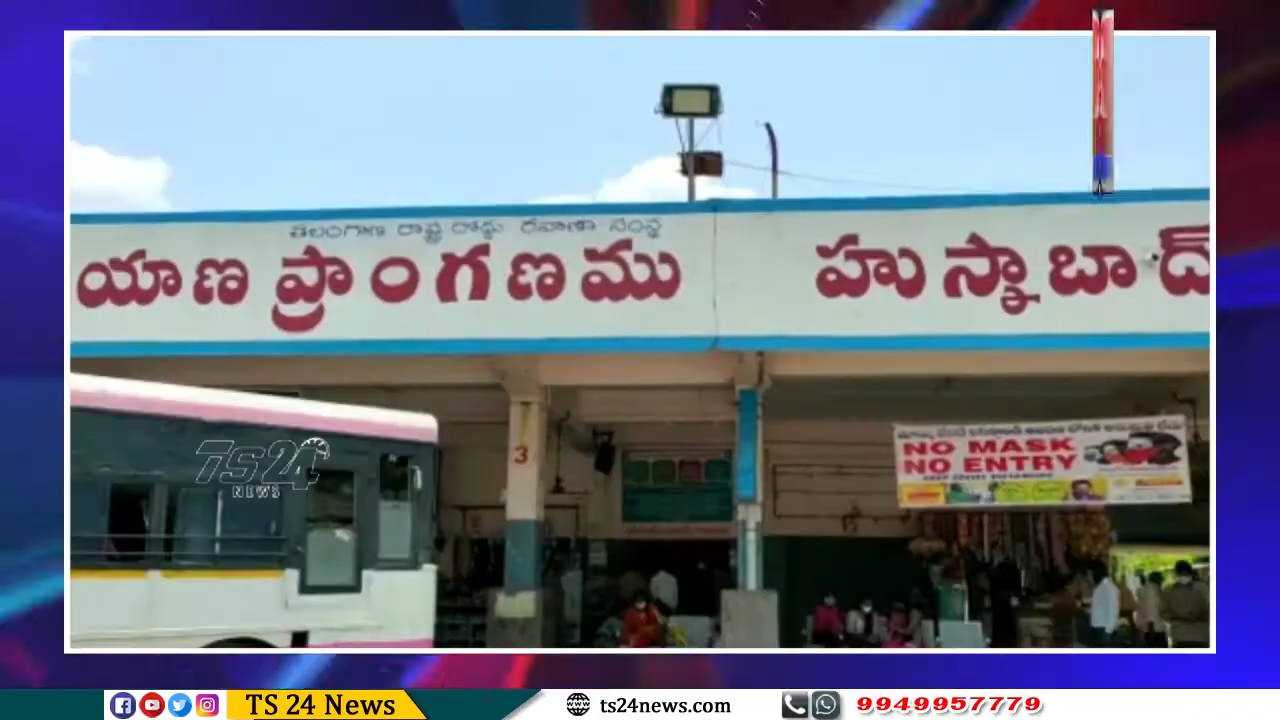 తెలంగాణ రాష్ట్ర రోడ్డు రవాణా సంస్థ
యాణ ప్రాంగణము హుస్నాబాద్
3
NO MASK
NO ENTRY
TS24
NEWS
TS 24 News
ts24news.com
9949957779